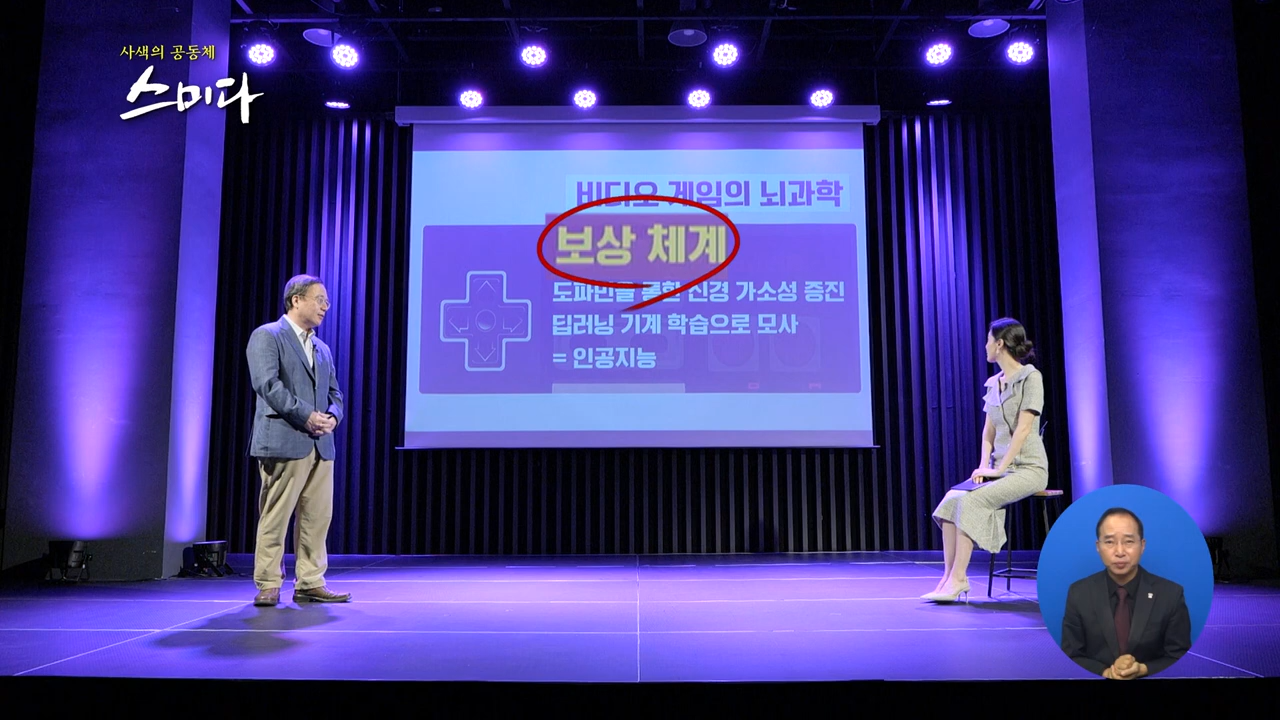 사색의 공동체
스미다
비디오 게임의 뇌과학
보상 체계
도파민을 통한 신경 가소성 증진
딥러닝 기계 학습으로 모사
= 인공지능